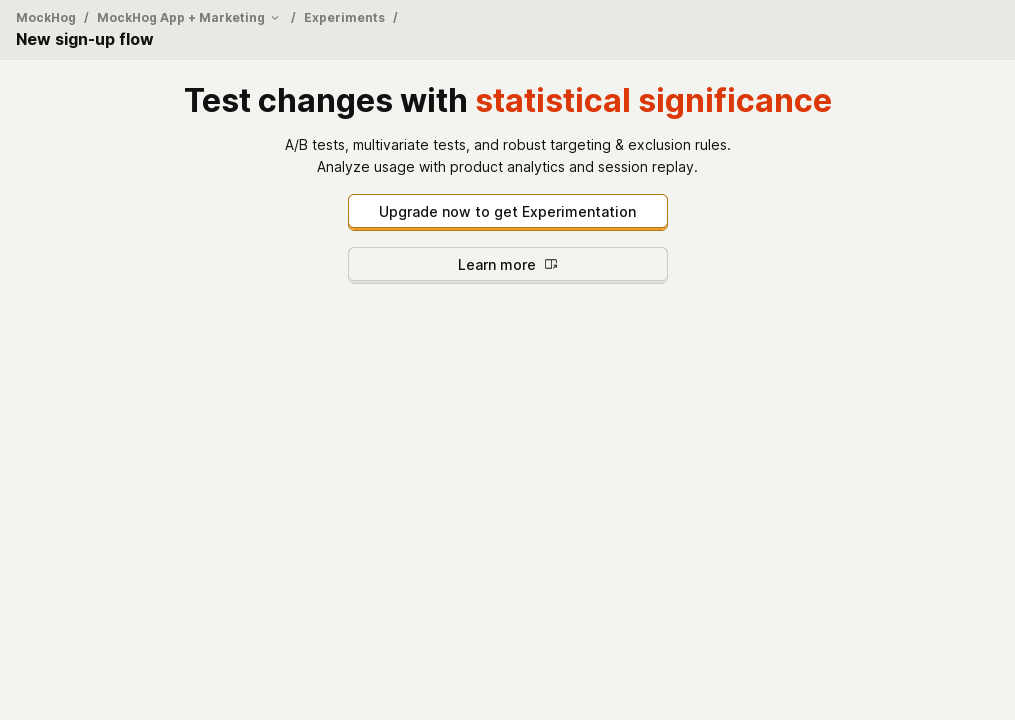 MockHog / MockHog App + Marketing / Experiments /
New sign-up flow
Test changes with statistical significance
A/B tests, multivariate tests, and robust targeting & exclusion rules.
Analyze usage with product analytics and session replay.
Upgrade now to get Experimentation
Learn more